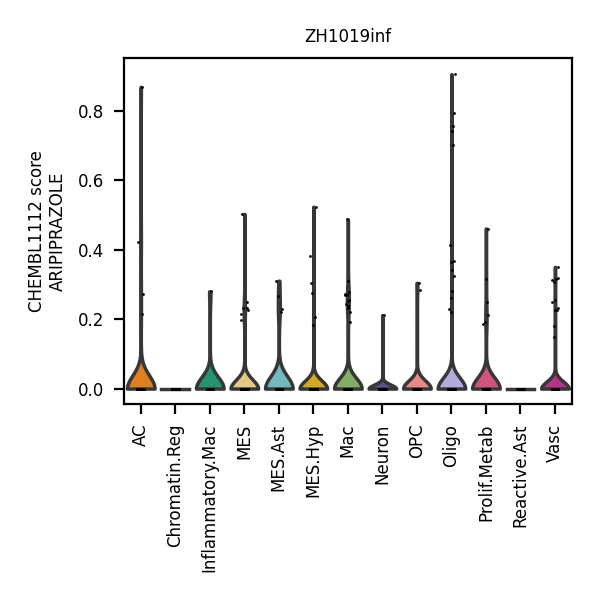 ZH1019inf
CHEMBL1112 score
ARIPIPRAZOLE
0.8
0.6
0.4
0.2
0.0
AC
Chromatin.Reg
Inflammatory.Mac
MES
MES.Ast
MES.Hyp
Mac
Neuron
OPC
Oligo
Prolif.Metab
Reactive.Ast
Vasc